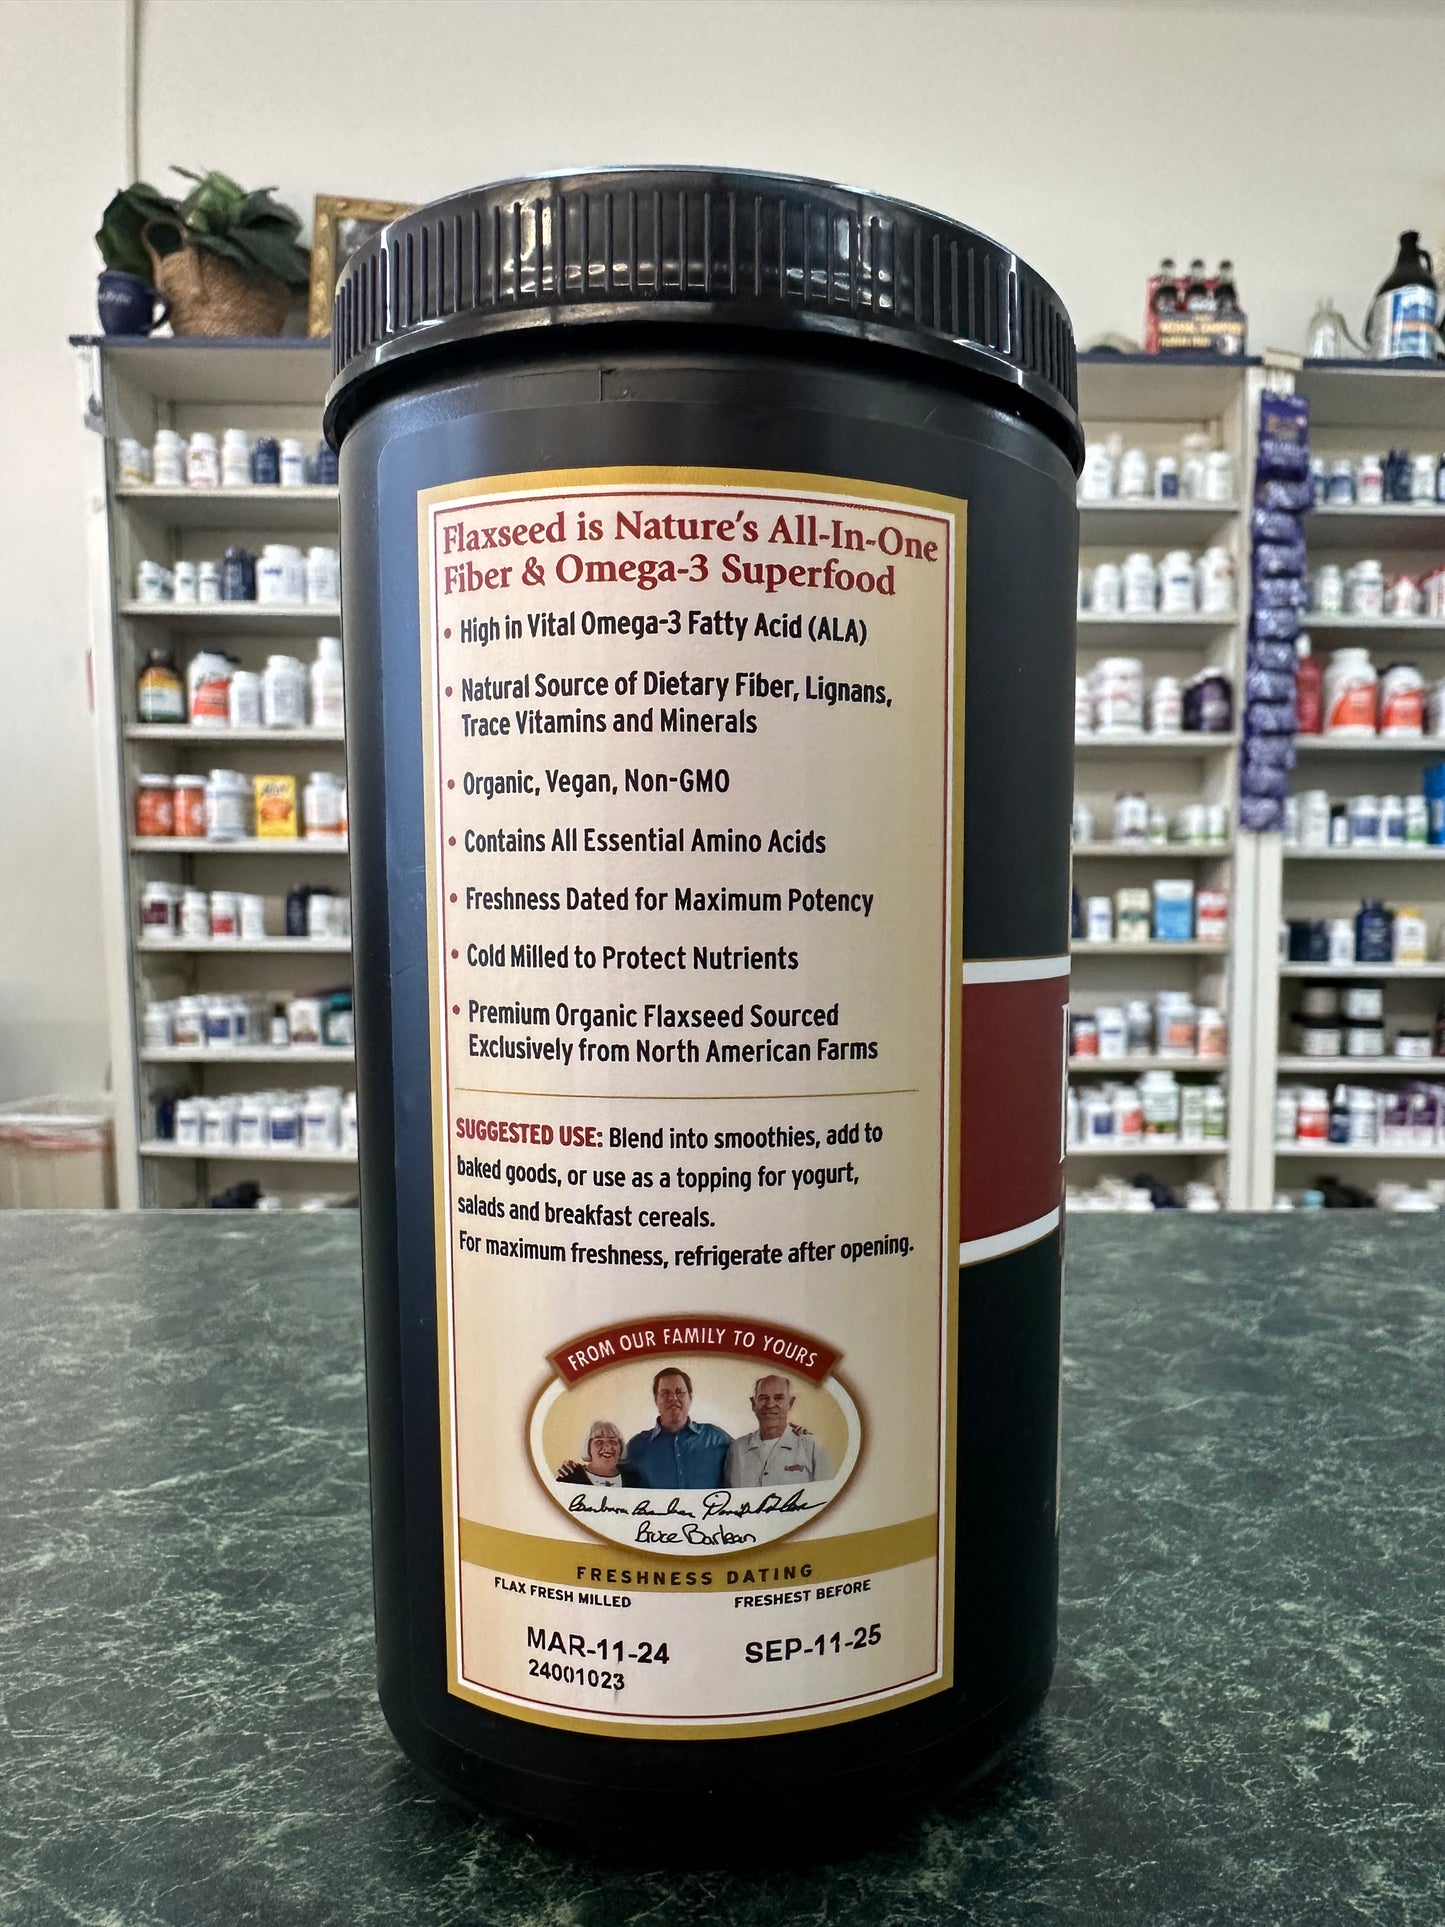 Flaxseed is Nature's All-In-One
Fiber & Omega-3 Superfood
• High in Vital Omega-3 Fatty Acid (ALA)
• Natural Source of Dietary Fiber, Lignans,
Trace Vitamins and Minerals
• Organic, Vegan, Non-GMO
• Contains All Essential Amino Acids
• Freshness Dated for Maximum Potency
• Cold Milled to Protect Nutrients
• Premium Organic Flaxseed Sourced
Exclusively from North American Farms
SUGGESTED USE: Blend into smoothies, add to
baked goods, or use as a topping for yogurt,
salads and breakfast cereals.
For maximum freshness, refrigerate after opening.
FROM OUR FAMILY TO YOURS
Bruce Barlean
FRESHNESS DATING
FLAX FRESH MILLED
FRESHEST BEFORE
MAR-11-24
SEP-11-25
24001023